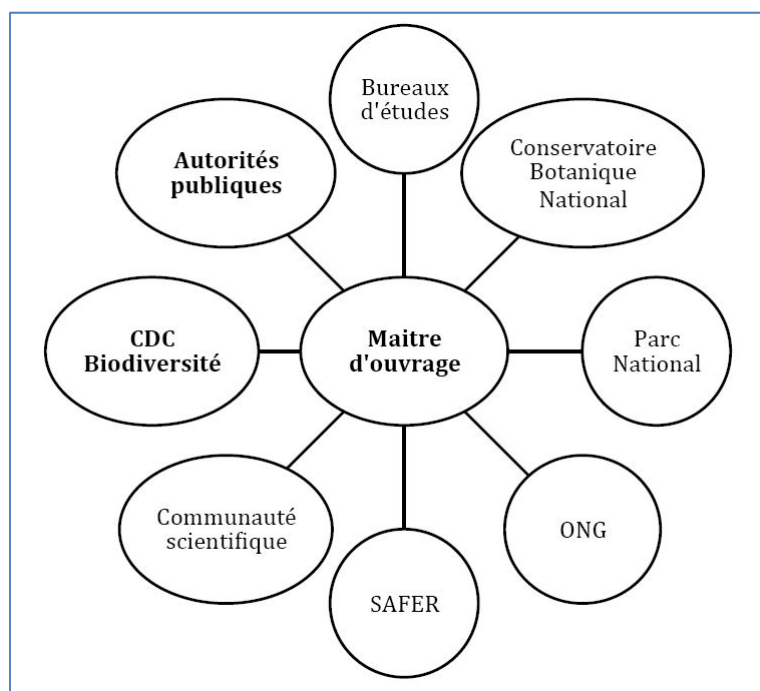 Bureaux
d'études
Autorités
publiques
Conservatoire
Botanique
National
CDC
Biodiversité
Maitre
d'ouvrage
Parc
National
Communauté
scientifique
ONG
SAFER